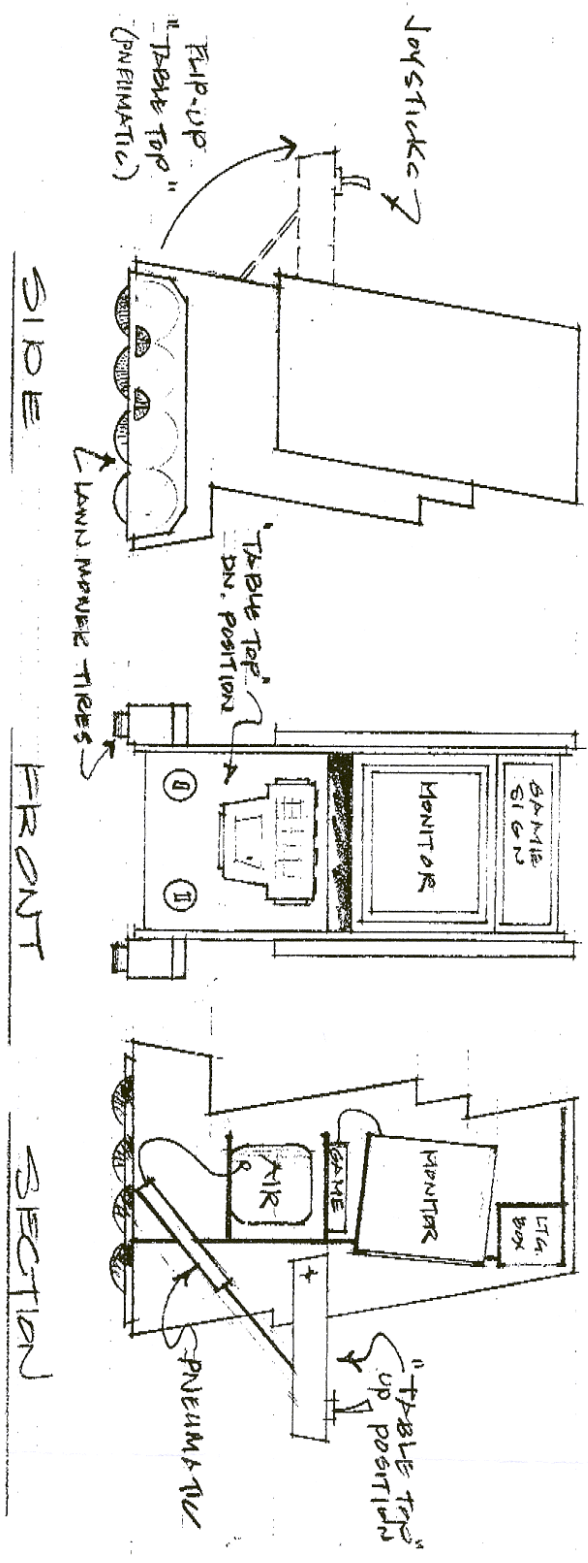 JOYSTICKS
FLIP-UP
"TABLE TOP"
(PNEUMATIC)
LAWN MOWER TIRES
SIDE
GAME
SIGN
MONITOR
"TABLE TOP"
DN. POSITION
FRONT
LTG.
BOX
MONITOR
GAME
AIR
"TABLE TOP"
UP POSITION
PNEUMATIC
SECTION